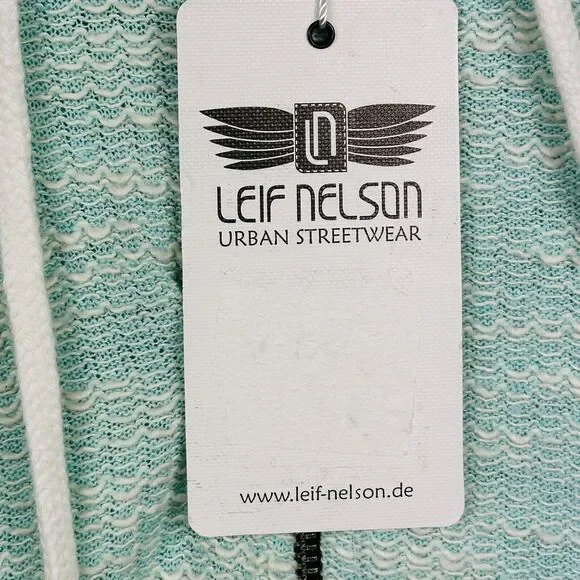 LN
LEIF NELSON
URBAN STREETWEAR
www.leif-nelson.de